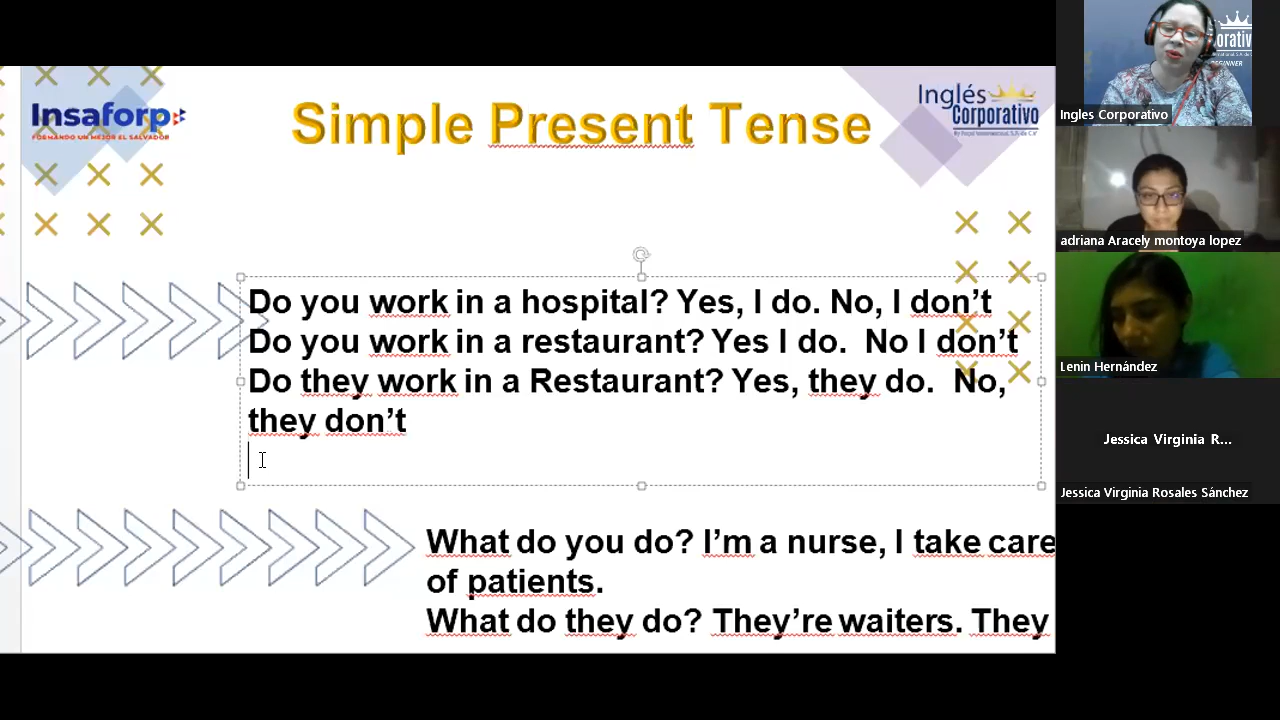 Insaforp
FORMANDO UN MEJOR EL SALVADOR
Simple Present Tense
Inglés
Corporativo
Do you work in a hospital? Yes, I do. No, I don’t
Do you work in a restaurant? Yes I do.  No I don’t
Do they work in a Restaurant? Yes, they do.  No,
they don’t
What do you do? I’m a nurse, I take care
of patients.
What do they do? They’re waiters. They
Ingles Corporativo
adriana Aracely montoya lopez
Lenin Hernández
Jessica Virginia R...
Jessica Virginia Rosales Sánchez